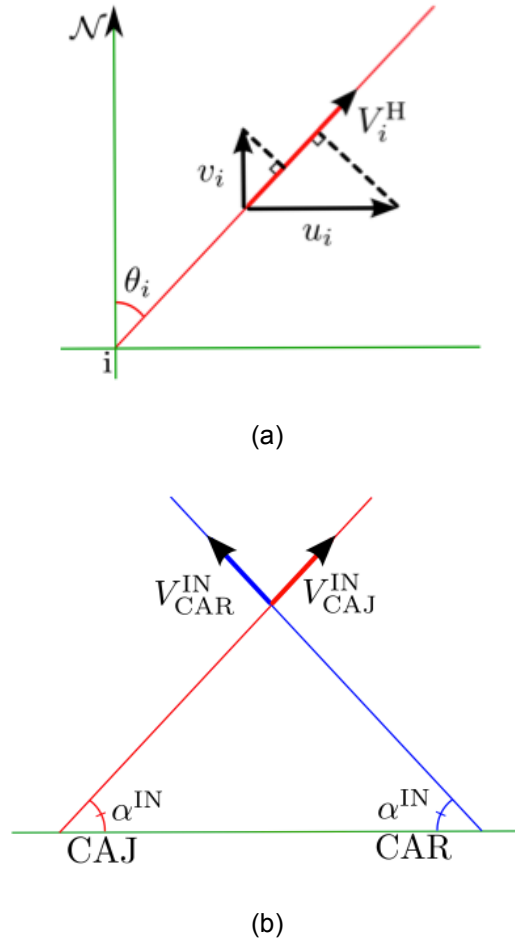 𝒩
V_i^H
v_i
u_i
θ_i
i
(a)
V_CAR^IN V_CAJ^IN
α^IN α^IN
CAJ CAR
(b)